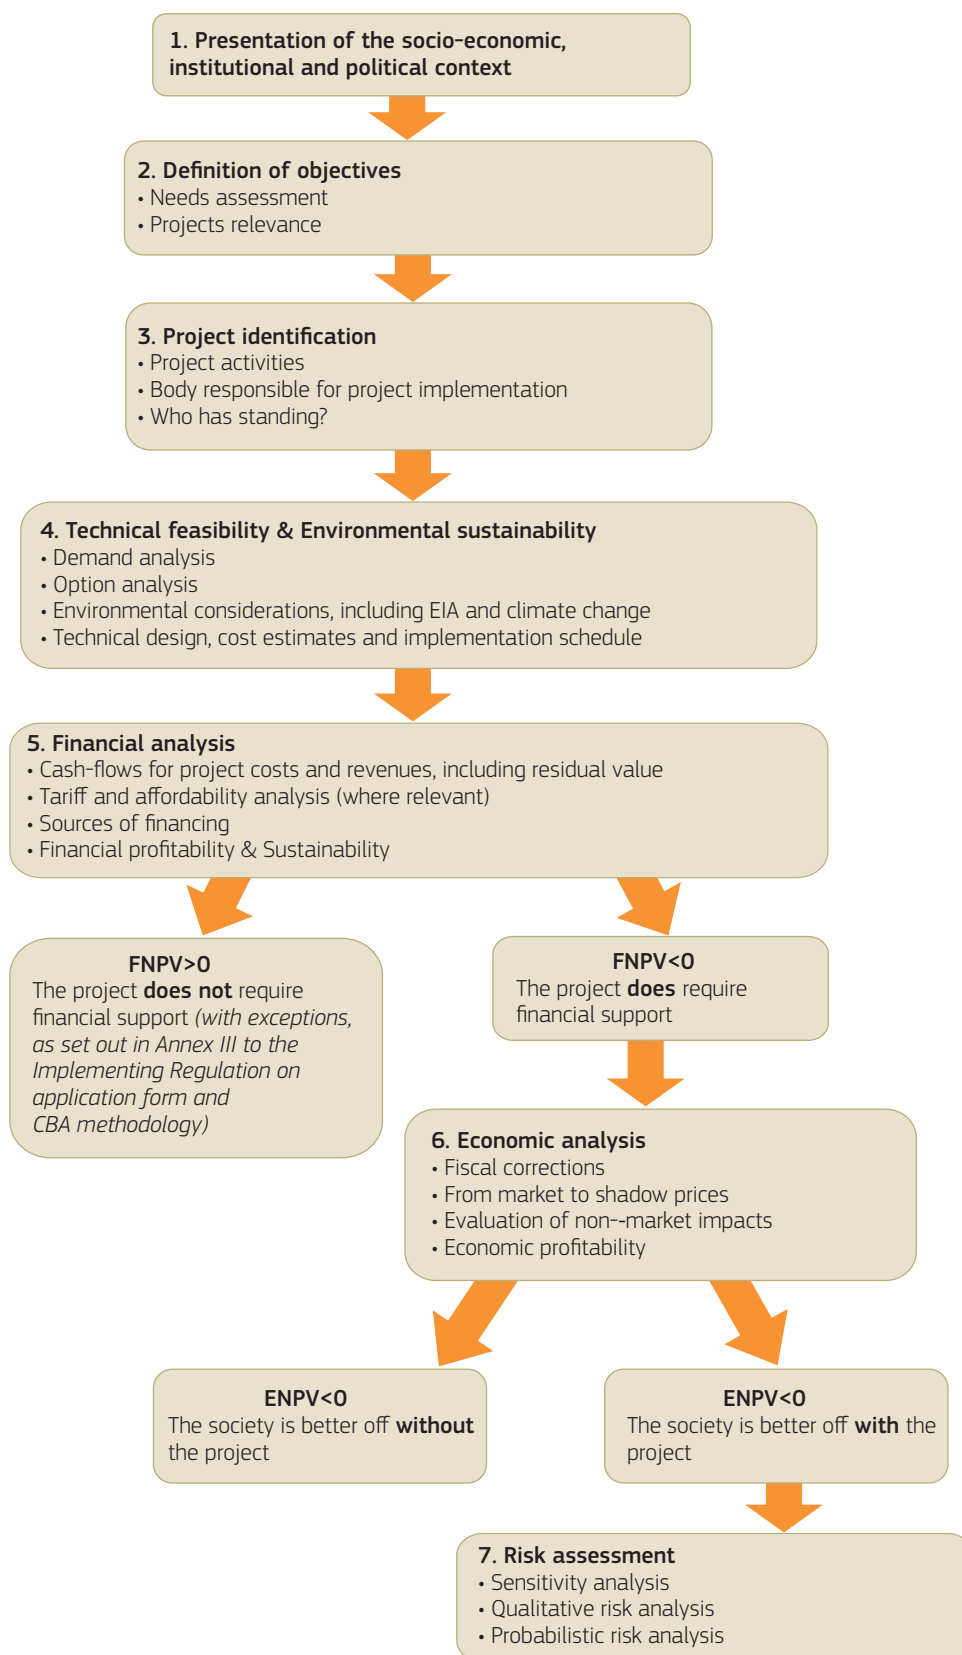 1. Presentation of the socio-economic,
institutional and political context
2. Definition of objectives
• Needs assessment
• Projects relevance
3. Project identification
• Project activities
• Body responsible for project implementation
• Who has standing?
4. Technical feasibility & Environmental sustainability
• Demand analysis
• Option analysis
• Environmental considerations, including EIA and climate change
• Technical design, cost estimates and implementation schedule
5. Financial analysis
• Cash-flows for project costs and revenues, including residual value
• Tariff and affordability analysis (where relevant)
• Sources of financing
• Financial profitability & Sustainability
FNPV>0
The project does not require
financial support (with exceptions,
as set out in Annex III to the
Implementing Regulation on
application form and
CBA methodology)
FNPV<0
The project does require
financial support
6. Economic analysis
• Fiscal corrections
• From market to shadow prices
• Evaluation of non--market impacts
• Economic profitability
ENPV<0
The society is better off without
the project
ENPV<0
The society is better off with the
project
7. Risk assessment
• Sensitivity analysis
• Qualitative risk analysis
• Probabilistic risk analysis